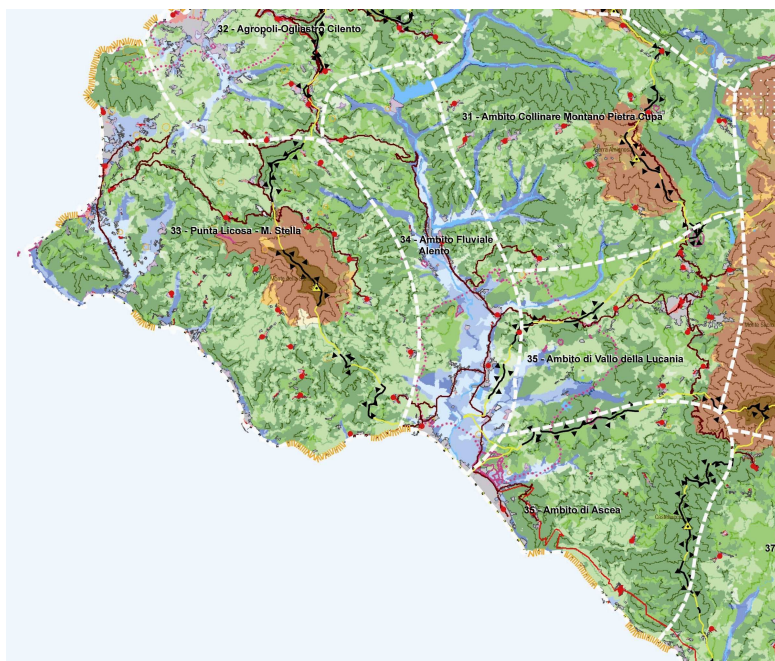 32 - Agropoli-Ogliastro Cilento
31 - Ambito Collinare Montano Pietra Cupa
33 - Punta Licosa - M. Stella
34 - Ambito Fluviale
Alento
35 - Ambito di Vallo della Lucania
35 - Ambito di Ascea
37